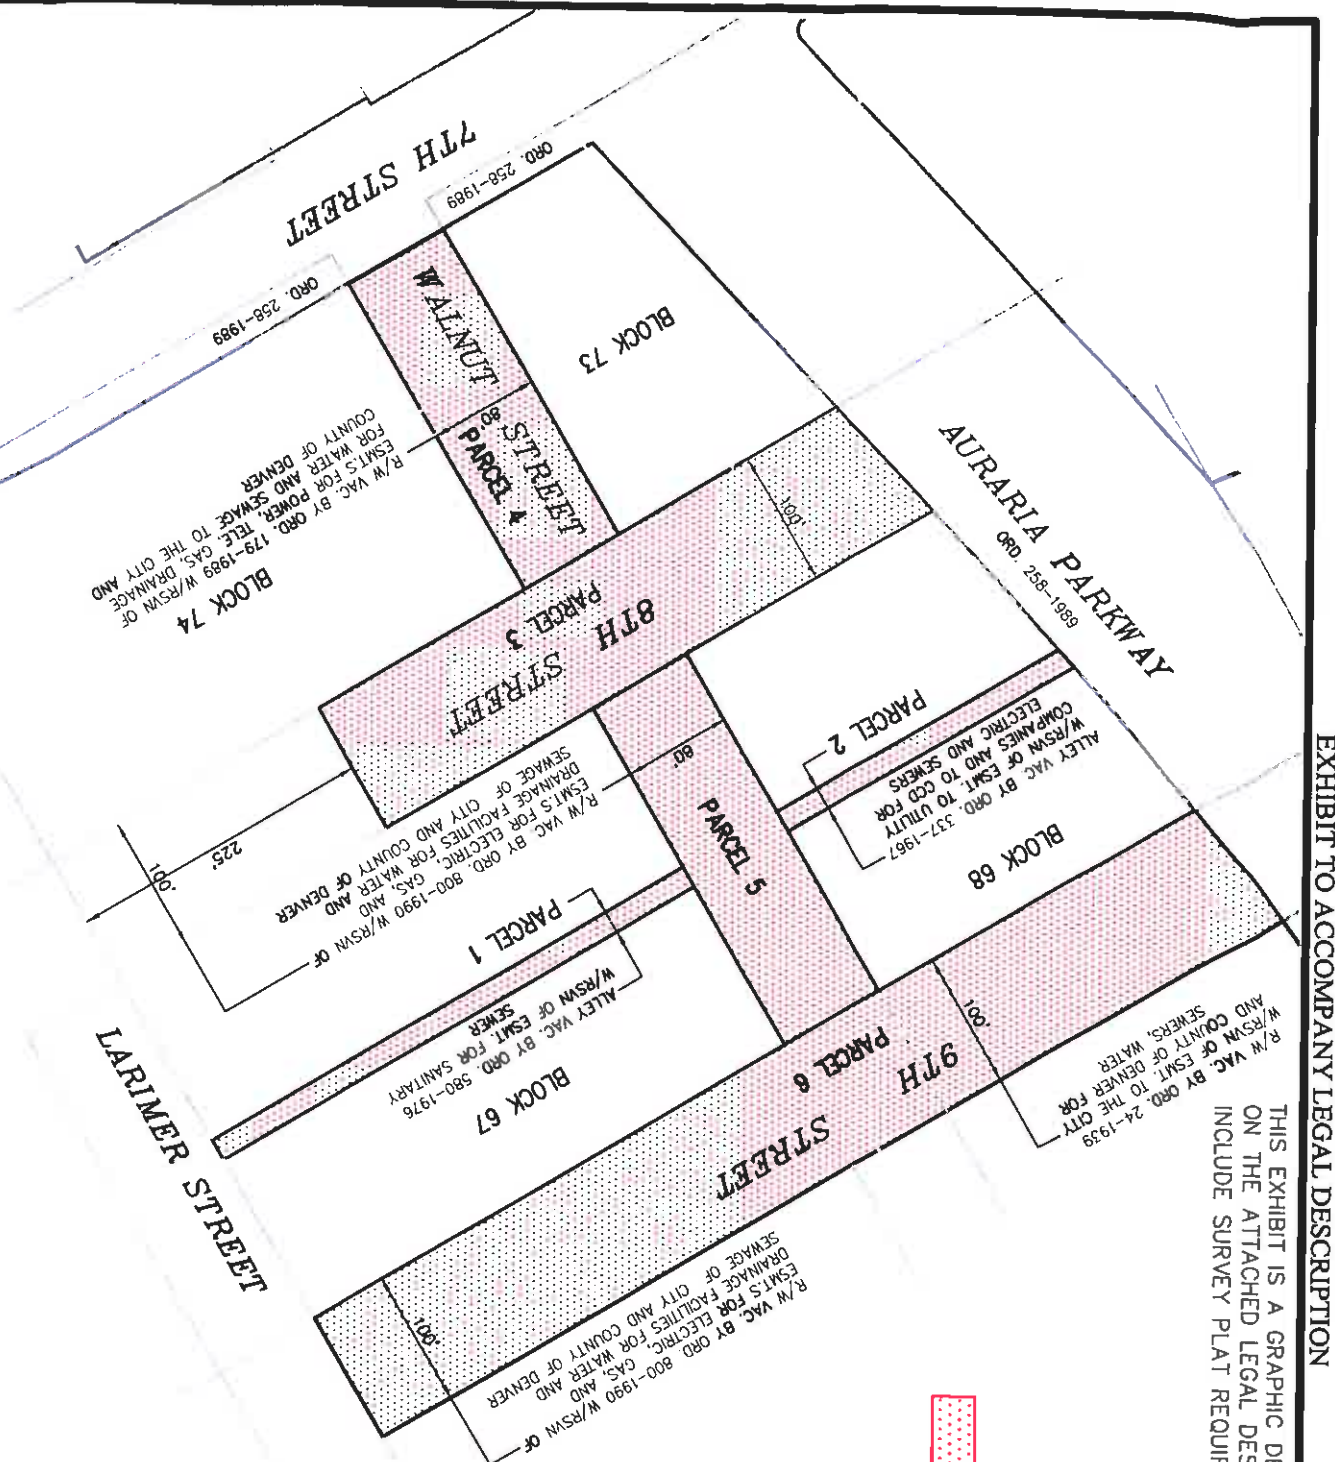 EXHIBIT TO ACCOMPANY LEGAL DESCRIPTION
THIS EXHIBIT IS A GRAPHIC
ON THE ATTACHED LEGAL
INCLUDE SURVEY PLAT
7TH STREET
ORD. 258-1989
ORD. 258-1989
WALNUT STREET
80'
PARCEL 4
BLOCK 73
BLOCK 74
R/W VAC. BY ORD. 179-1989 W/RSVN OF
ESMT.S FOR POWER, TELE. GAS, DRAINAGE
FOR WATER AND SEWAGE TO THE CITY AND
COUNTY OF DENVER
AURARIA PARKWAY
ORD. 258-1989
8TH STREET
PARCEL 3
100'
PARCEL 2
ALLEY VAC. BY ORD. 337-1967
W/RSVN OF ESMT. TO UTILITY
COMPANIES AND TO CCD FOR
ELECTRIC AND SEWERS
BLOCK 68
R/W VAC. BY ORD. 800-1990 W/RSVN OF
ESMT.S FOR ELECTRIC, GAS, AND
DRAINAGE FACILITIES FOR WATER AND
SEWAGE OF CITY AND COUNTY OF DENVER
80'
PARCEL 5
225'
100'
PARCEL 1
ALLEY VAC. BY ORD. 580-1976
W/RSVN OF ESMT. FOR SANITARY
SEWER
BLOCK 67
LARIMER STREET
9TH STREET
PARCEL 6
100'
R/W VAC. BY ORD. 24-1939
W/RSVN OF ESMT. TO THE CITY
AND COUNTY OF DENVER FOR
SEWERS, WATER
100'
R/W VAC. BY ORD. 800-1990 W/RSVN OF
ESMT.S FOR ELECTRIC, GAS, AND
DRAINAGE FACILITIES FOR WATER AND
SEWAGE OF CITY AND COUNTY OF DENVER